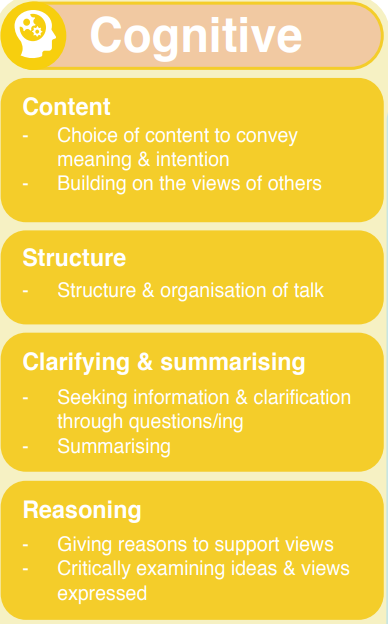 Cognitive
Content
- Choice of content to convey
meaning & intention
- Building on the views of others
Structure
- Structure & organisation of talk
Clarifying & summarising
- Seeking information & clarification
through questions/ing
- Summarising
Reasoning
- Giving reasons to support views
- Critically examining ideas & views
expressed